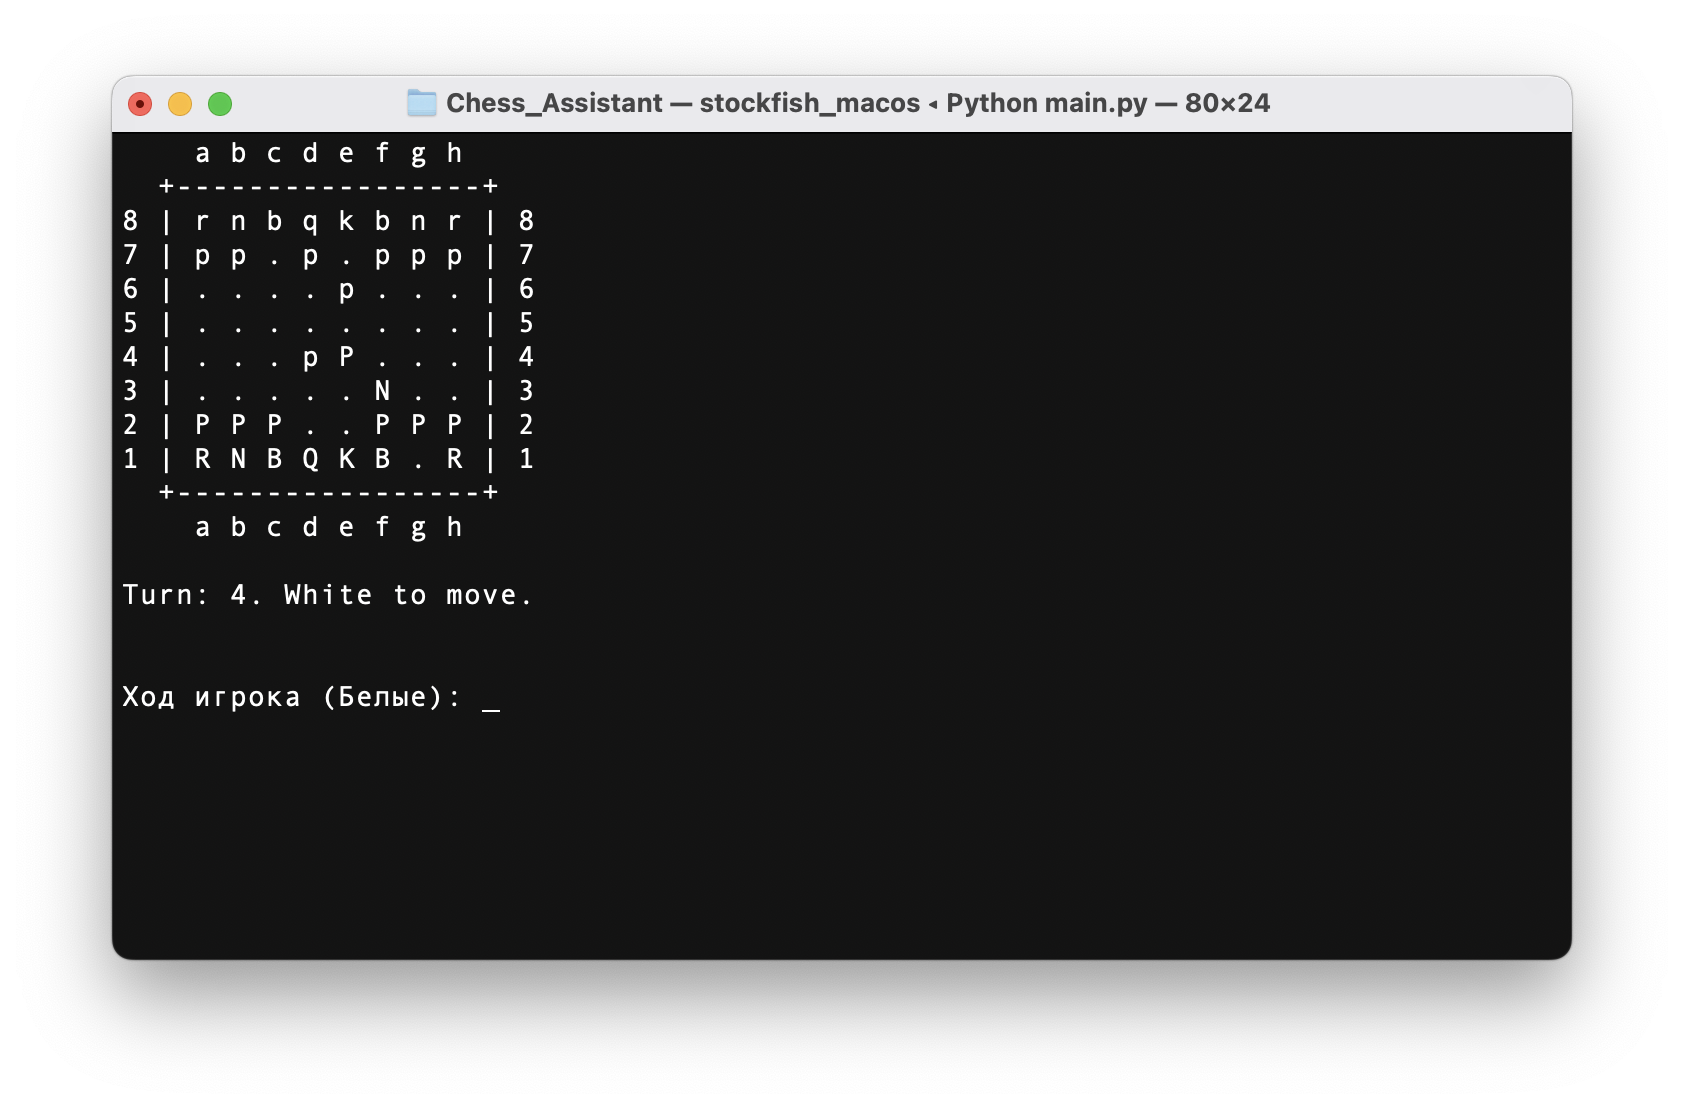 Chess_Assistant — stockfish_macos ◂ Python main.py — 80×24
a b c d e f g h
+-----------------+
8 | r n b q k b n r | 8
7 | p p . p . p p p | 7
6 | . . . . p . . . | 6
5 | . . . . . . . . | 5
4 | . . . p P . . . | 4
3 | . . . . . N . . | 3
2 | P P P . . P P P | 2
1 | R N B Q K B . R | 1
+-----------------+
a b c d e f g h
Turn: 4. White to move.
Ход игрока (Белые): _